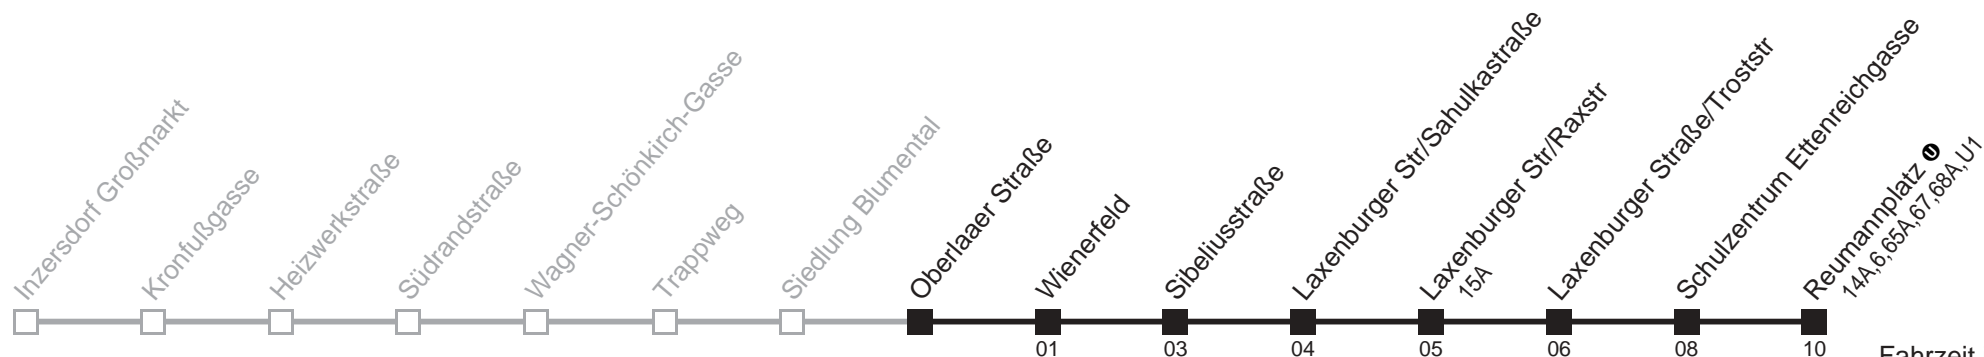 Inzersdorf Großmarkt
Kronfußgasse
Heizwerkstraße
Südrandstraße
Wagner-Schönkirch-Gasse
Trappweg
Siedlung Blumental
Oberlaaer Straße
Wienerfeld
Sibeliusstraße
Laxenburger Str/Sahulkastraße
Laxenburger Str/Raxstr
15A
Laxenburger Straße/Troststr
Schulzentrum Ettenreichgasse
Reumannplatz U
14A,6,65A,67,68A,U1
01 03 04 05 06 08 10 Fahrzeit